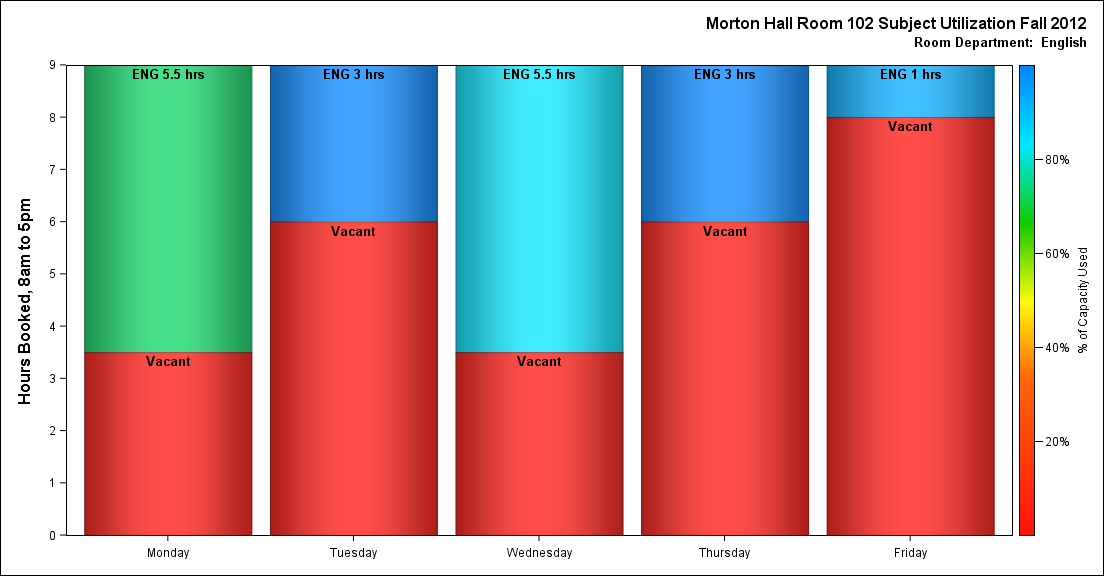 Morton Hall Room 102 Subject Utilization Fall 2012
Room Department:  English
Hours Booked, 8am to 5pm
9
8
7
6
5
4
3
2
1
0
ENG 5.5 hrs
Vacant
ENG 3 hrs
Vacant
ENG 5.5 hrs
Vacant
ENG 3 hrs
Vacant
ENG 1 hrs
Vacant
Monday
Tuesday
Wednesday
Thursday
Friday
80%
60%
40%
20%
% of Capacity Used